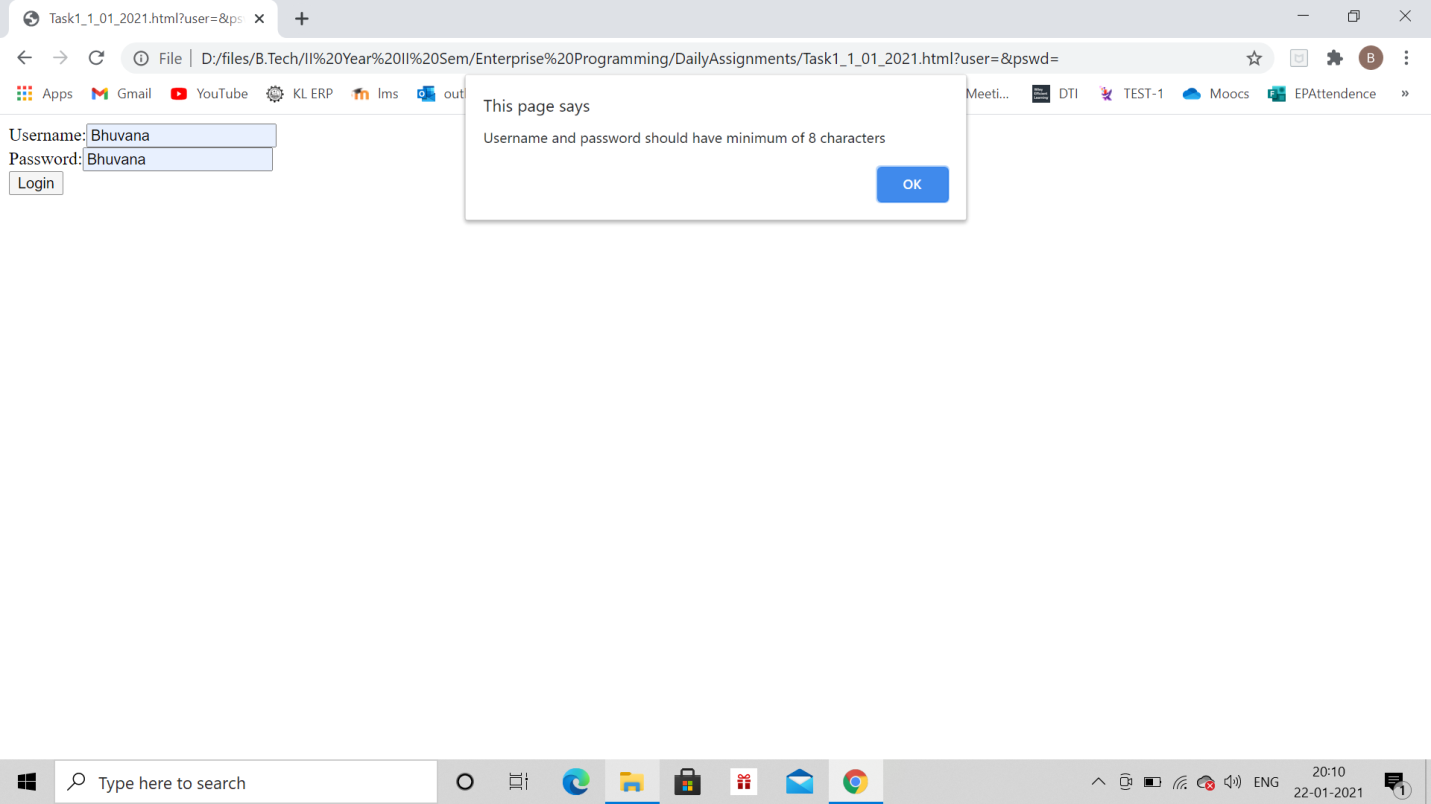 Task1_1_01_2021.html?user=&ps
File
D:/files/B.Tech/II%20Year%20II%20Sem/Enterprise%20Programming/DailyAssignments/Task1_1_01_2021.html?user=&pswd=
B
Apps Gmail YouTube KL ERP lms Meeti... DTI TEST-1 Moocs EPAttendence »
This page says
Username and password should have minimum of 8 characters
OK
Username: Bhuvana
Password: Bhuvana
Login
Type here to search
ENG
20:10
22-01-2021
1